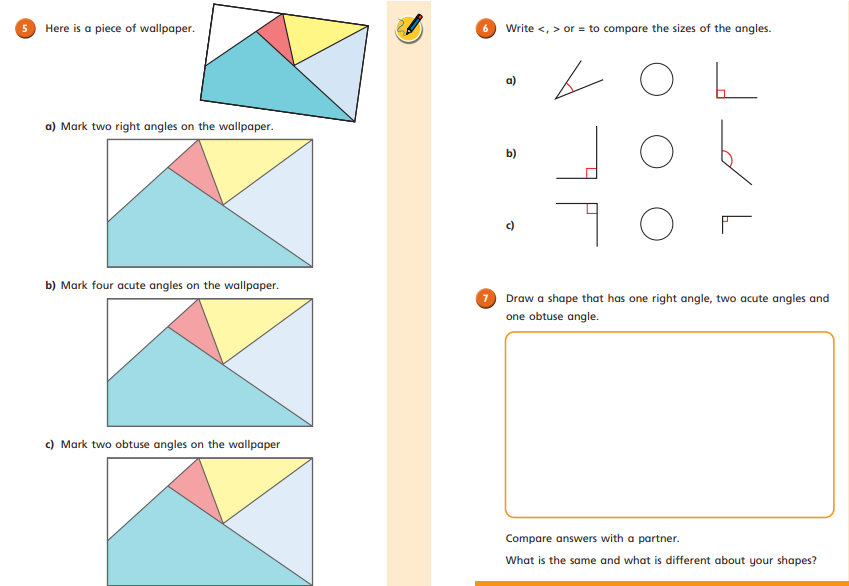 5 Here is a piece of wallpaper.
a) Mark two right angles on the wallpaper.
b) Mark four acute angles on the wallpaper.
c) Mark two obtuse angles on the wallpaper
6 Write <, > or = to compare the sizes of the angles.
a)
b)
c)
7 Draw a shape that has one right angle, two acute angles and
one obtuse angle.
Compare answers with a partner.
What is the same and what is different about your shapes?